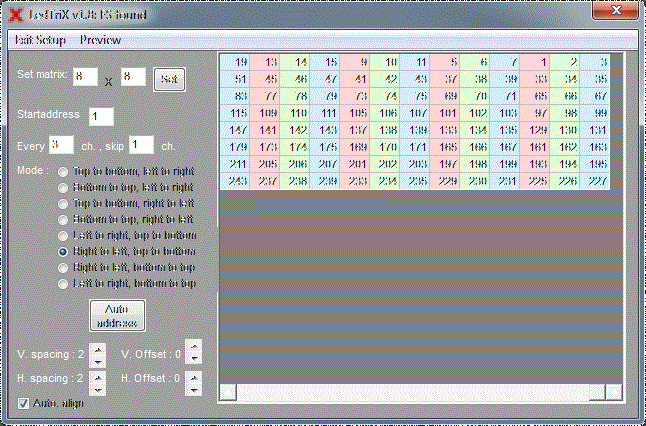 LedTriX v1.8: P5 found
Exit Setup Preview
Set matrix: 8 X 8 Set
Startaddress 1
Every 3 ch. , skip 1 ch.
Mode : Top to bottom, left to right
Bottom to top, left to right
Top to bottom, right to left
Bottom to top, right to left
Left to right, top to bottom
Right to left, top to bottom
Right to left, bottom to top
Left to right, bottom to top
Auto
address
V. spacing : 2 V. Offset : 0
H. spacing : 2 H. Offset : 0
Auto. align
19 13 14 15 9 10 11 5 6 7 1 2 3
51 45 46 47 41 42 43 37 38 39 33 34 35
83 77 78 79 73 74 75 69 70 71 65 66 67
115 109 110 111 105 106 107 101 102 103 97 98 99
147 141 142 143 137 138 139 133 134 135 129 130 131
179 173 174 175 169 170 171 165 166 167 161 162 163
211 205 206 207 201 202 203 197 198 199 193 194 195
243 237 238 239 233 234 235 229 230 231 225 226 227